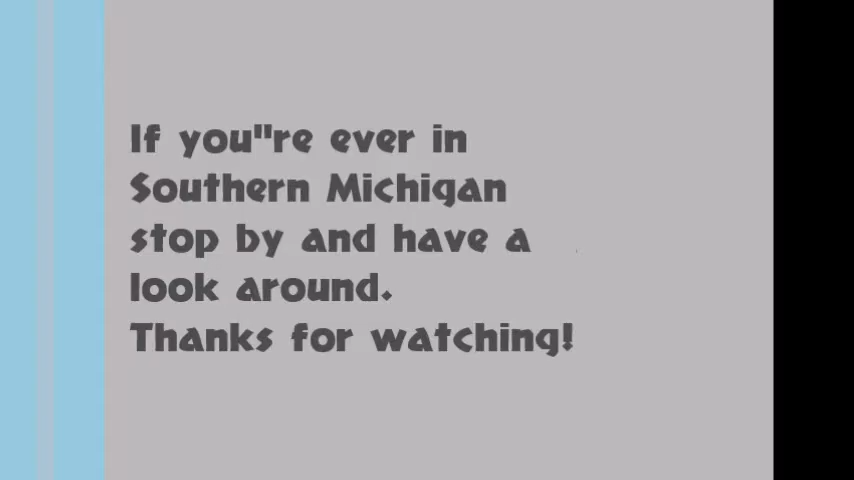 If you"re ever in
Southern Michigan
stop by and have a
look around.
Thanks for watching!